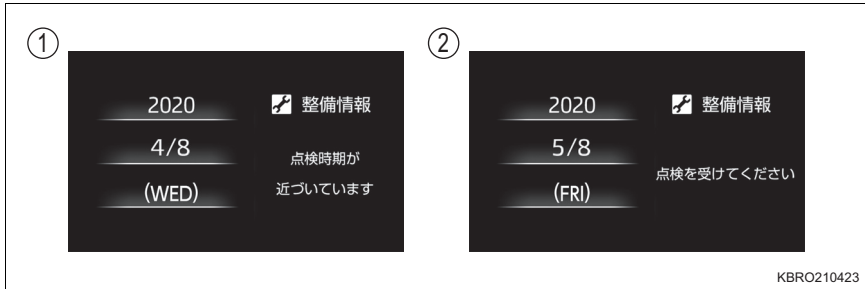 ①
2020
4/8
(WED)
整備情報
点検時期が
近づいています
②
2020
5/8
(FRI)
整備情報
点検を受けてください
KBRO210423